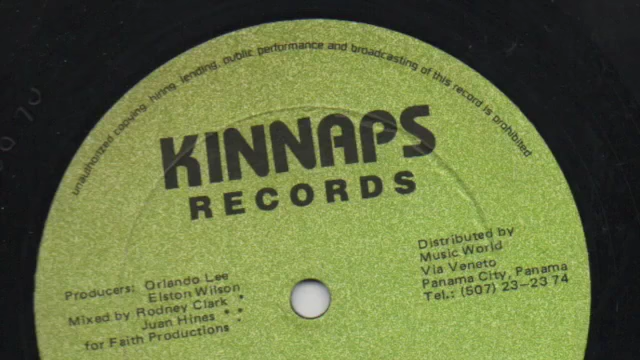 unauthorized copying, hiring, lending, public performance and broadcasting of this record is prohibited
KINNAPS
RECORDS
Producers: Orlando Lee
Elston Wilson
Mixed by Rodney Clark
Juan Hines
for Faith Productions
Distributed by
Music World
Via Veneto
Panama City, Panama
Tel.: (507) 23-23 74